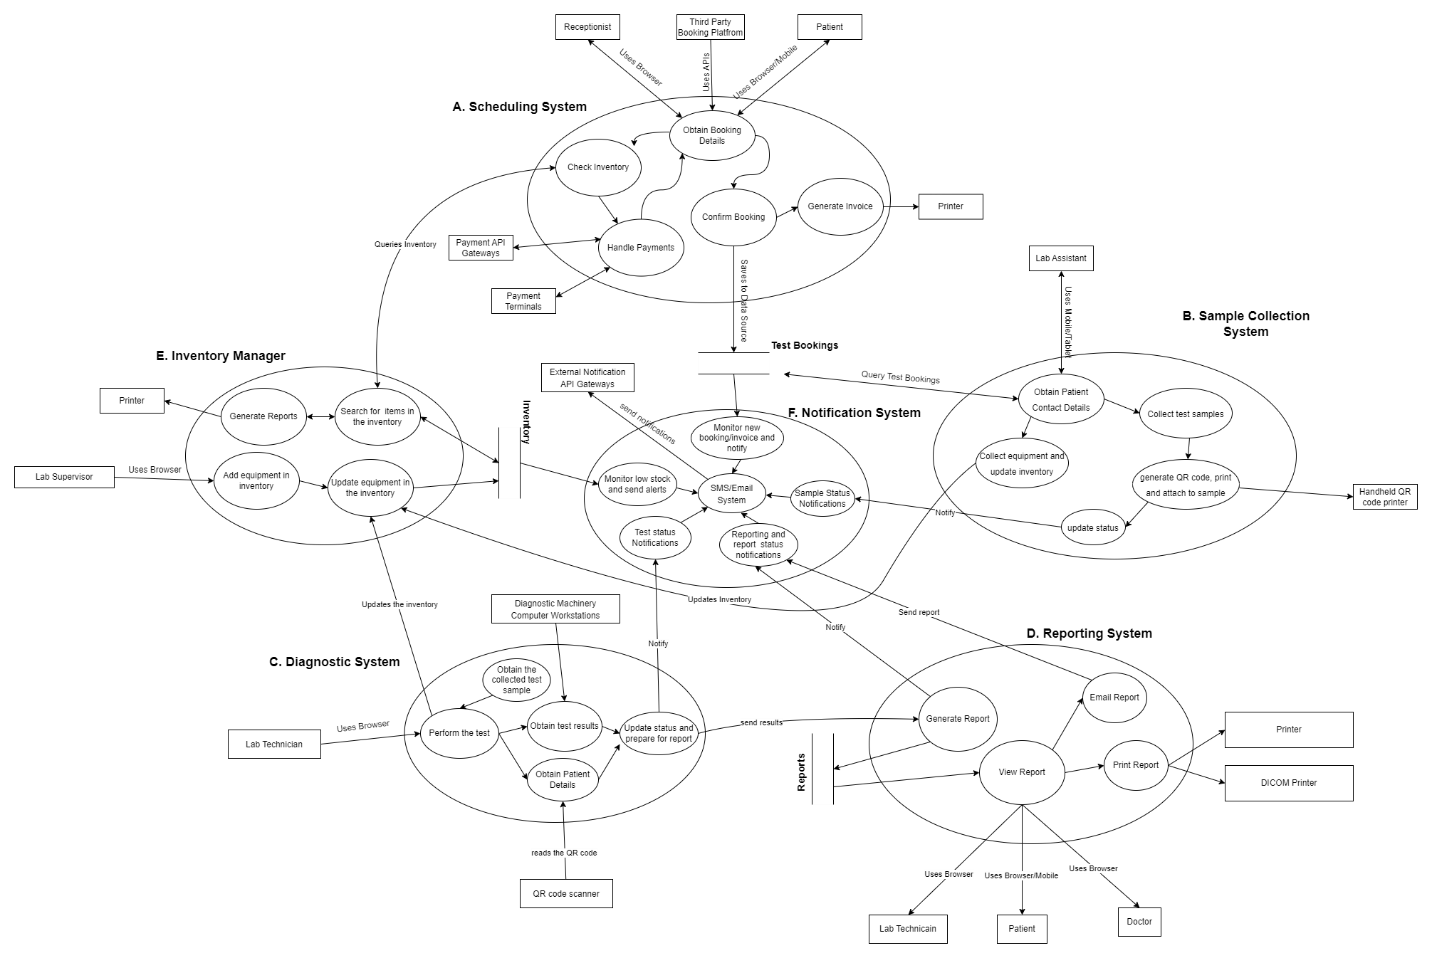 Receptionist
Third Party
Booking Platfrom
Patient
Uses Browser
Uses APIs
Uses Browser/Mobile
A. Scheduling System
Obtain Booking
Details
Check Inventory
Confirm Booking
Generate Invoice
Printer
Handle Payments
Queries Inventory
Payment API
Gateways
Payment
Terminals
Saves to Data Source
Lab Assistant
Uses Mobile/Tablet
B. Sample Collection
System
Test Bookings
Query Test Bookings
E. Inventory Manager
External Notification
API Gateways
send notifications
Printer
Generate Reports
Search for items in
the inventory
Inventory
F. Notification System
Obtain Patient
Contact Details
Collect test samples
Monitor new
booking/invoice and
notify
Collect equipment and
update inventory
Lab Supervisor
Uses Browser
Add equipment in
inventory
Update equipment in
the inventory
Monitor low stock
and send alerts
SMS/Email
System
Sample Status
Notifications
generate QR code, print
and attach to sample
Handheld QR
code printer
Notify
update status
Test status
Notifications
Reporting and
report status
notifications
Updates the inventory
Diagnostic Machinery
Computer Workstations
Updates Inventory
Send report
Notify
Notify
D. Reporting System
C. Diagnostic System
Obtain the
collected test
sample
Email Report
Generate Report
Lab Technician
Uses Browser
Perform the test
Obtain test results
Update status and
prepare for report
send results
Obtain Patient
Details
Reports
View Report
Print Report
Printer
DICOM Printer
reads the QR code
QR code scanner
Uses Browser
Uses Browser/Mobile
Uses Browser
Lab Technicain
Patient
Doctor